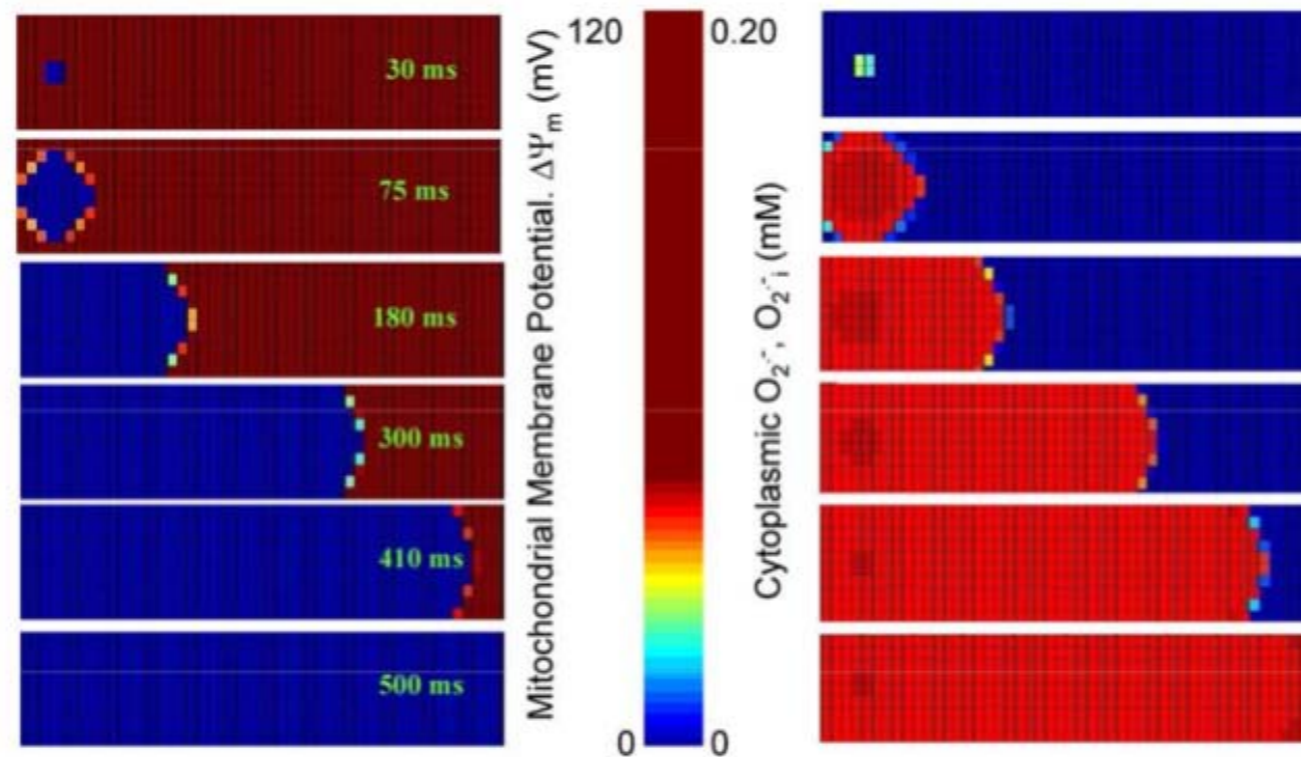 30 ms
75 ms
180 ms
300 ms
410 ms
500 ms
Mitochondrial Membrane Potential. ΔΨm (mV)
120
0.20
0
0
Cytoplasmic O2·-, O2·-i (mM)